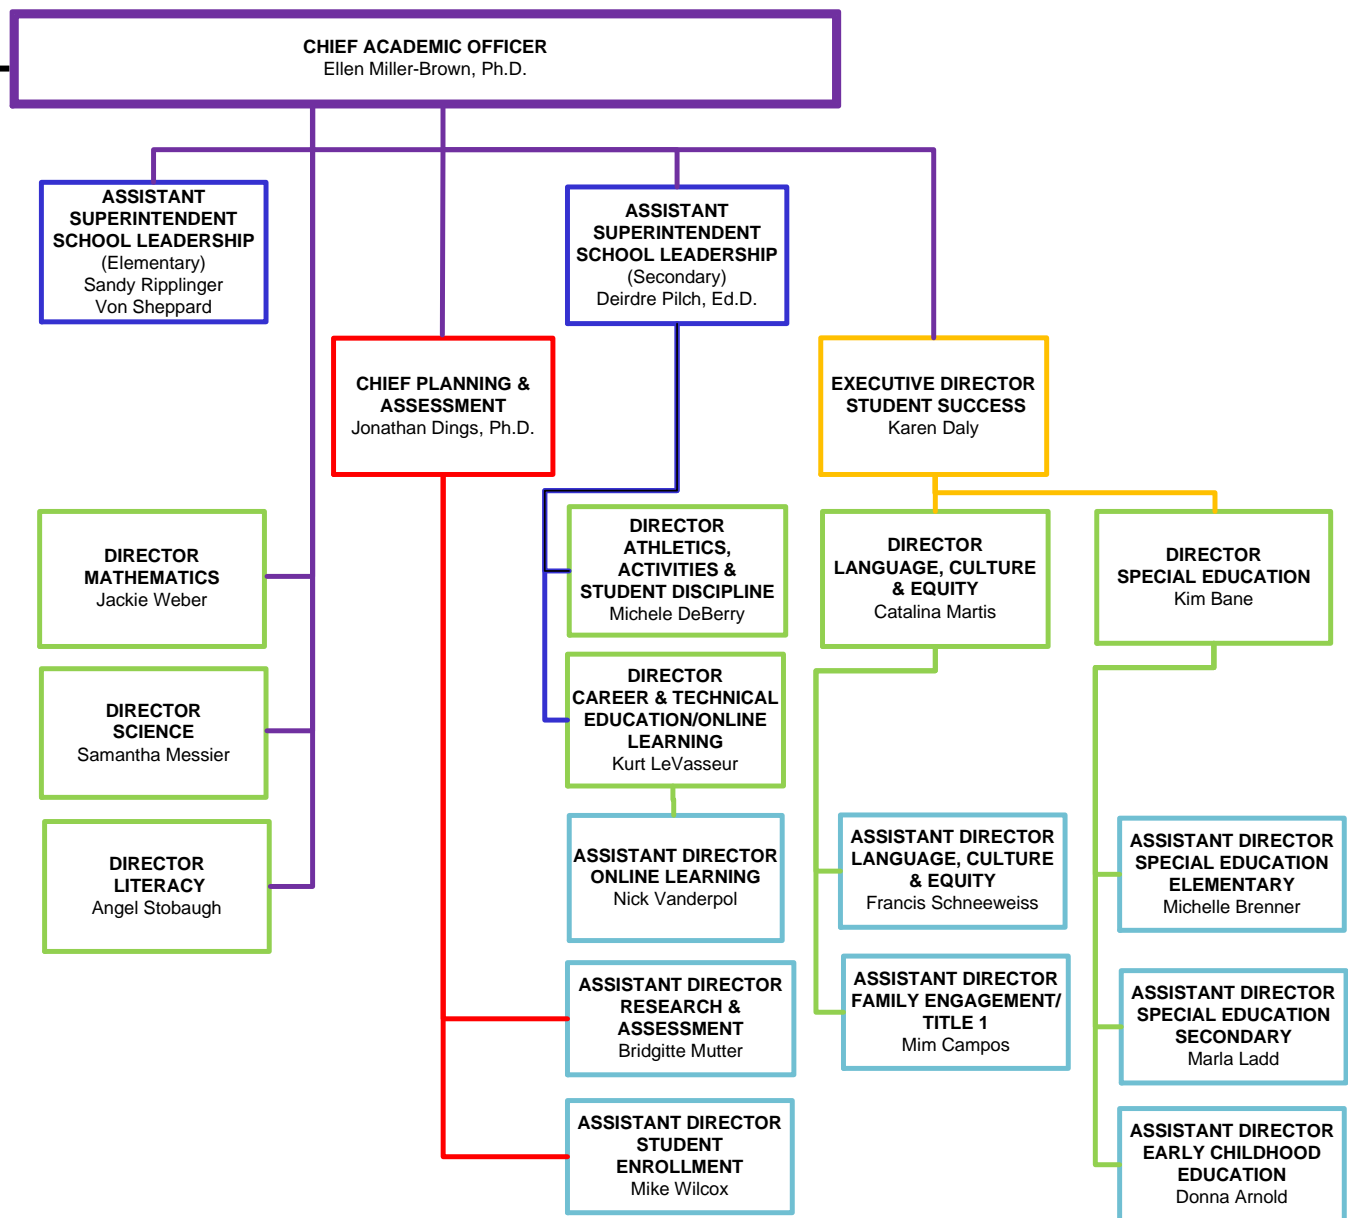 CHIEF ACADEMIC OFFICER
Ellen Miller-Brown, Ph.D.
ASSISTANT
SUPERINTENDENT
SCHOOL LEADERSHIP
(Elementary)
Sandy Ripplinger
Von Sheppard
ASSISTANT
SUPERINTENDENT
SCHOOL LEADERSHIP
(Secondary)
Deirdre Pilch, Ed.D.
CHIEF PLANNING &
ASSESSMENT
Jonathan Dings, Ph.D.
EXECUTIVE DIRECTOR
STUDENT SUCCESS
Karen Daly
DIRECTOR
MATHEMATICS
Jackie Weber
DIRECTOR
ATHLETICS,
ACTIVITIES &
STUDENT DISCIPLINE
Michele DeBerry
DIRECTOR
LANGUAGE, CULTURE
& EQUITY
Catalina Martis
DIRECTOR
SPECIAL EDUCATION
Kim Bane
DIRECTOR
SCIENCE
Samantha Messier
DIRECTOR
CAREER & TECHNICAL
EDUCATION/ONLINE
LEARNING
Kurt LeVasseur
DIRECTOR
LITERACY
Angel Stobaugh
ASSISTANT DIRECTOR
ONLINE LEARNING
Nick Vanderpol
ASSISTANT DIRECTOR
LANGUAGE, CULTURE
& EQUITY
Francis Schneeweiss
ASSISTANT DIRECTOR
SPECIAL EDUCATION
ELEMENTARY
Michelle Brenner
ASSISTANT DIRECTOR
RESEARCH &
ASSESSMENT
Bridgitte Mutter
ASSISTANT DIRECTOR
FAMILY ENGAGEMENT/
TITLE 1
Mim Campos
ASSISTANT DIRECTOR
SPECIAL EDUCATION
SECONDARY
Marla Ladd
ASSISTANT DIRECTOR
STUDENT
ENROLLMENT
Mike Wilcox
ASSISTANT DIRECTOR
EARLY CHILDHOOD
EDUCATION
Donna Arnold